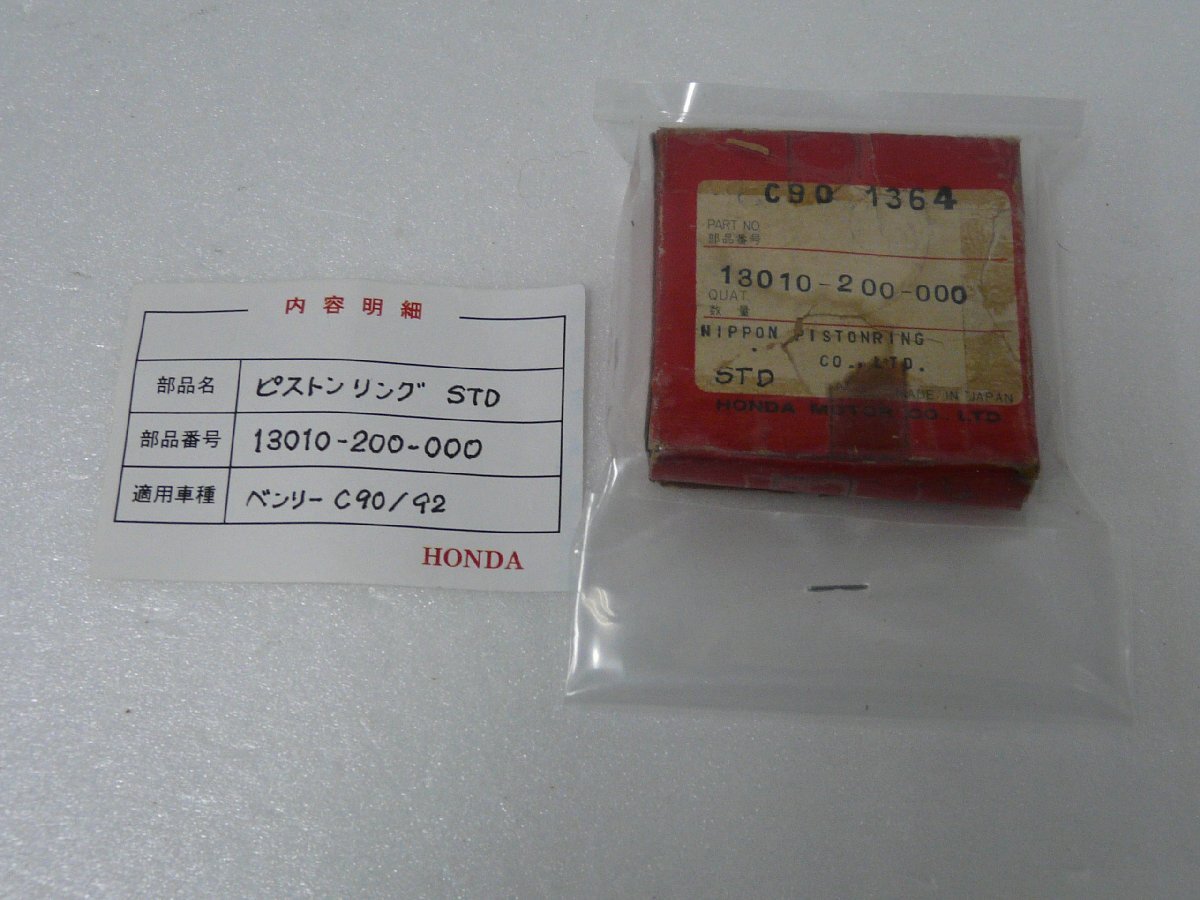 内容明細
部品名 ピストンリング STD
部品番号 13010-200-000
適用車種 ベンリー C90/92
HONDA
C90 1364
PART NO.
部品番号
13010-200-000
QUAT.
数量
NIPPON PISTONRING
CO., LTD.
STD
MADE IN JAPAN
HONDA MOTOR CO. LTD